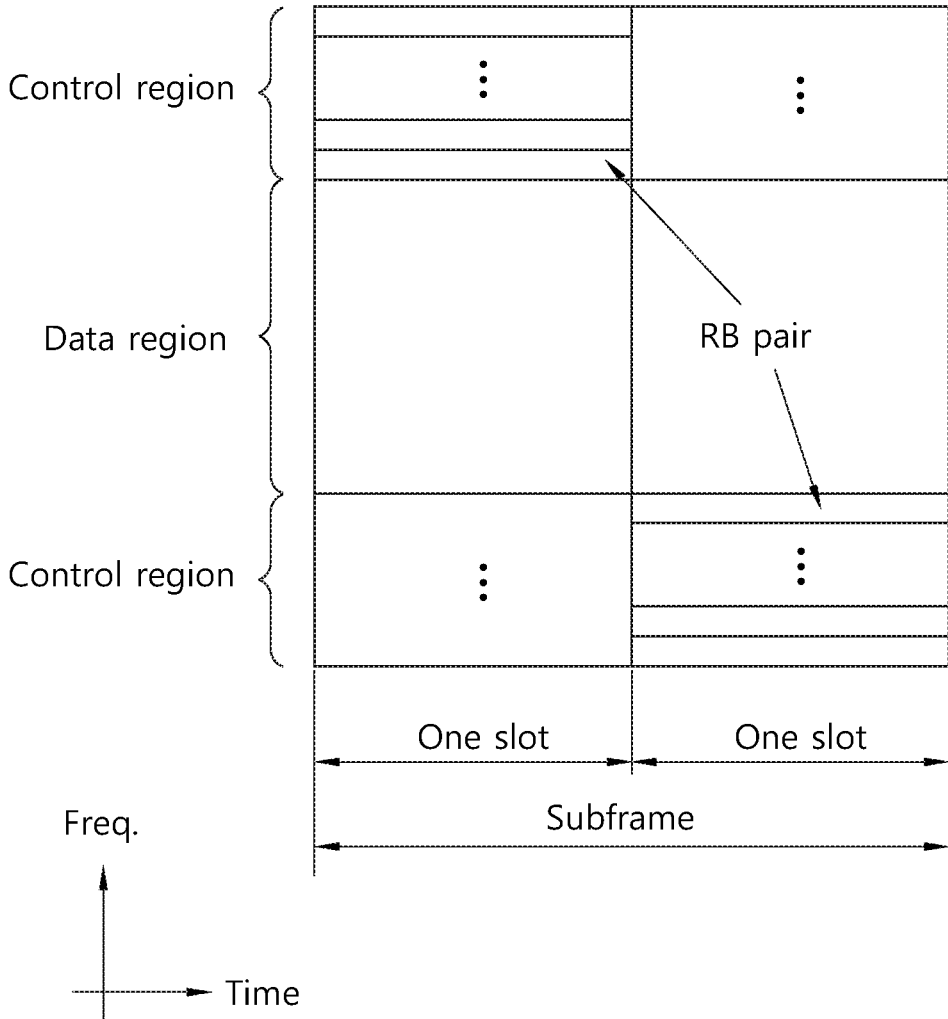 Control region
Data region
RB pair
Control region
One slot
One slot
Subframe
Freq.
Time